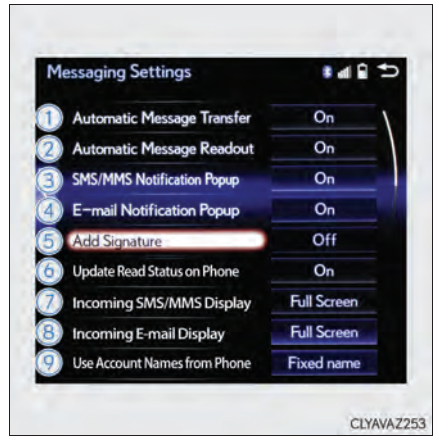 Messaging Settings
1 Automatic Message Transfer On
2 Automatic Message Readout On
3 SMS/MMS Notification Popup On
4 E-mail Notification Popup On
5 Add Signature Off
6 Update Read Status on Phone On
7 Incoming SMS/MMS Display Full Screen
8 Incoming E-mail Display Full Screen
9 Use Account Names from Phone Fixed name
CLYAVAZ253